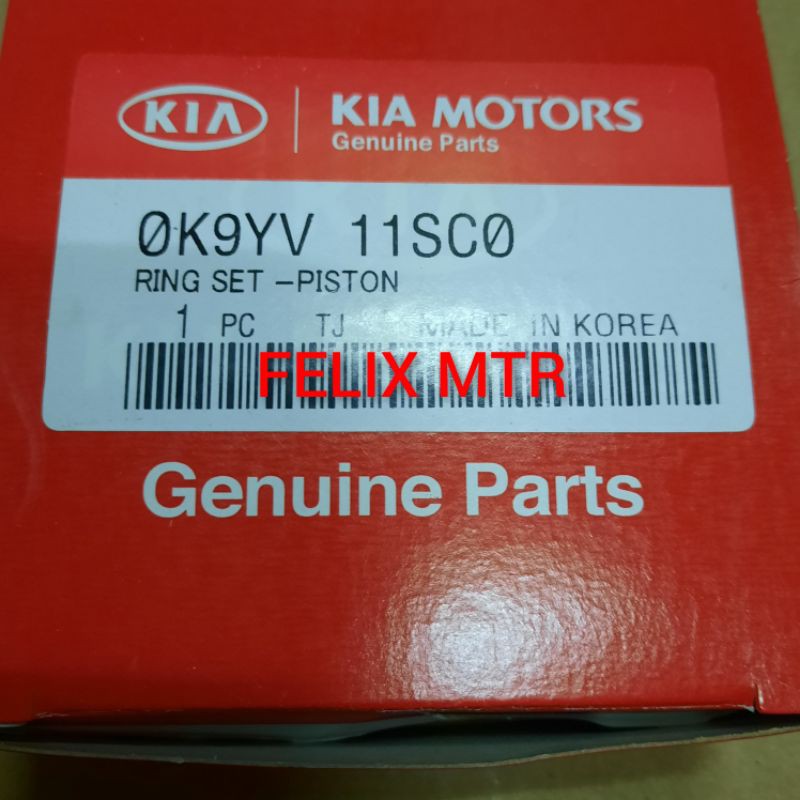 KIA
KIA MOTORS
Genuine Parts
0K9YV 11SC0
RING SET -PISTON
1 PC TJ MADE IN KOREA
FELIX MTR
Genuine Parts